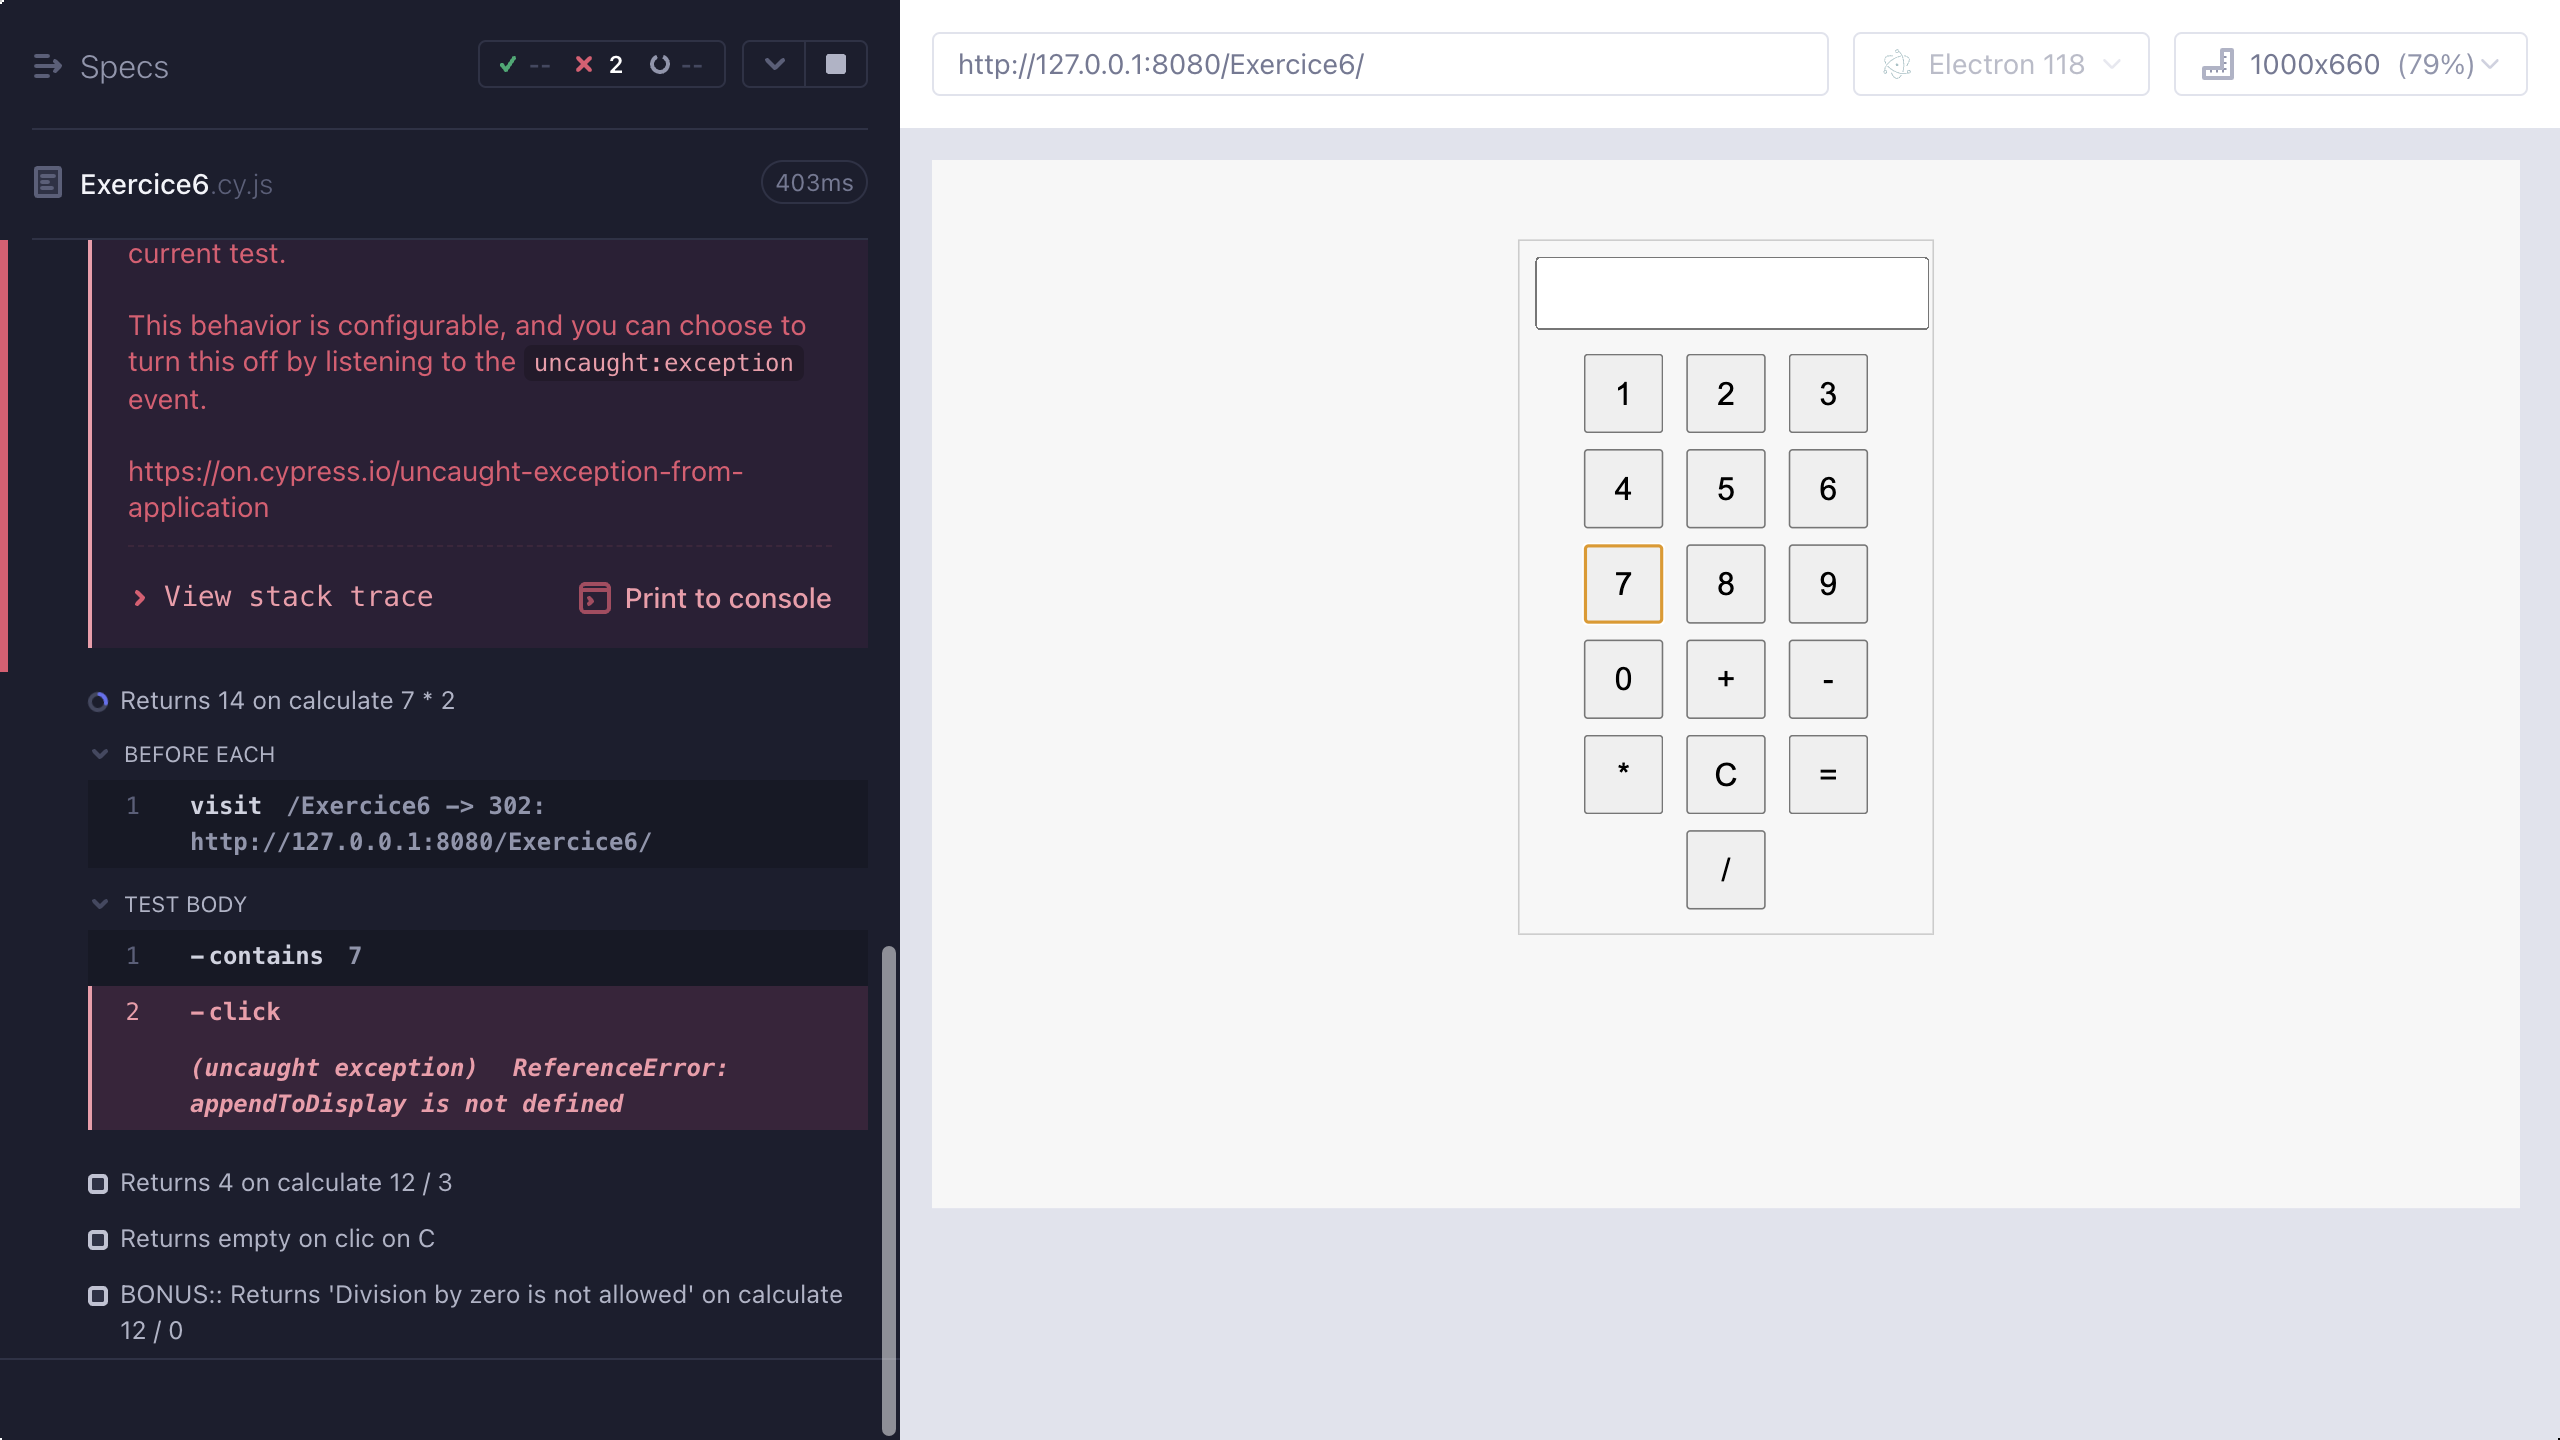 Specs
-- 2 --
Exercice6.cy.js
403ms
current test.
This behavior is configurable, and you can choose to
turn this off by listening to the uncaught:exception
event.
https://on.cypress.io/uncaught-exception-from-
application
View stack trace
Print to console
Returns 14 on calculate 7 * 2
BEFORE EACH
1 visit /Exercice6 -> 302:
http://127.0.0.1:8080/Exercice6/
TEST BODY
1 -contains 7
2 -click
(uncaught exception) ReferenceError:
appendToDisplay is not defined
Returns 4 on calculate 12 / 3
Returns empty on clic on C
BONUS:: Returns 'Division by zero is not allowed' on calculate
12 / 0
http://127.0.0.1:8080/Exercice6/
Electron 118
1000x660 (79%)
1 2 3
4 5 6
7 8 9
0 + -
* C =
/